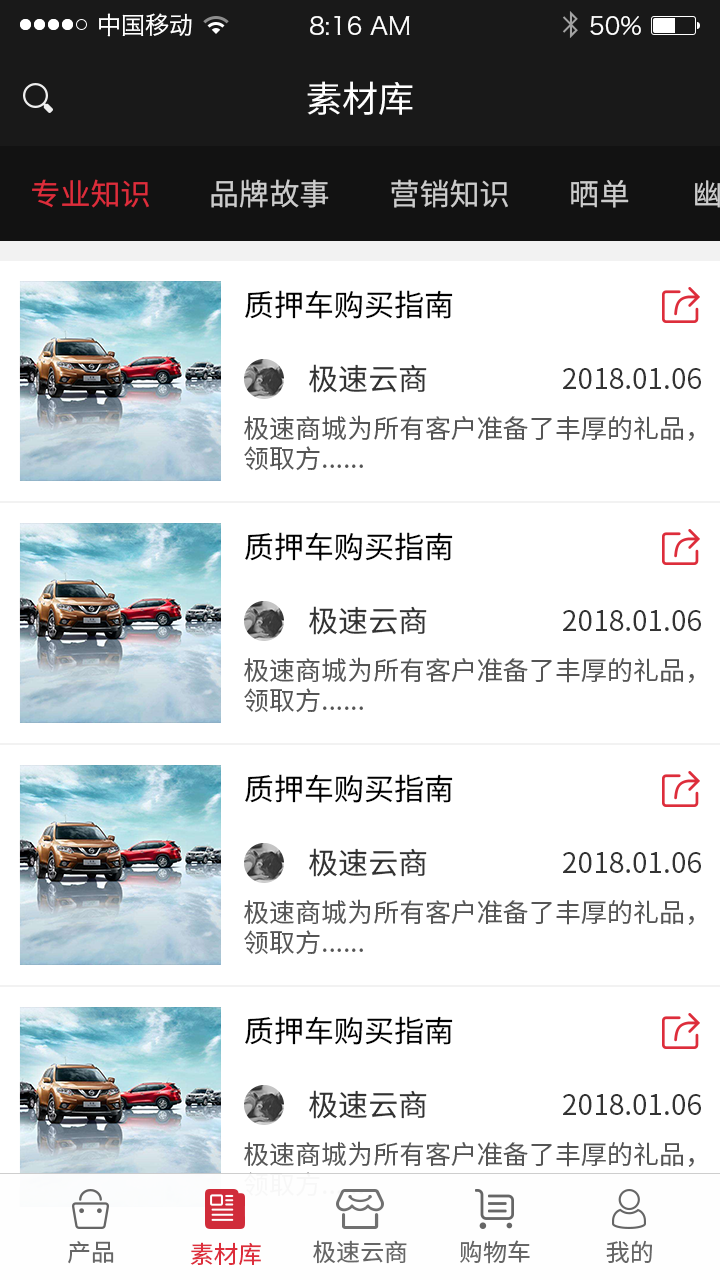 中国移动 8:16 AM 50%
素材库
专业知识 品牌故事 营销知识 晒单 幽
质押车购买指南
极速云商 2018.01.06
极速商城为所有客户准备了丰厚的礼品，
领取方......
质押车购买指南
极速云商 2018.01.06
极速商城为所有客户准备了丰厚的礼品，
领取方......
质押车购买指南
极速云商 2018.01.06
极速商城为所有客户准备了丰厚的礼品，
领取方......
质押车购买指南
极速云商 2018.01.06
极速商城为所有客户准备了丰厚的礼品，
领取方...
产品 素材库 极速云商 购物车 我的